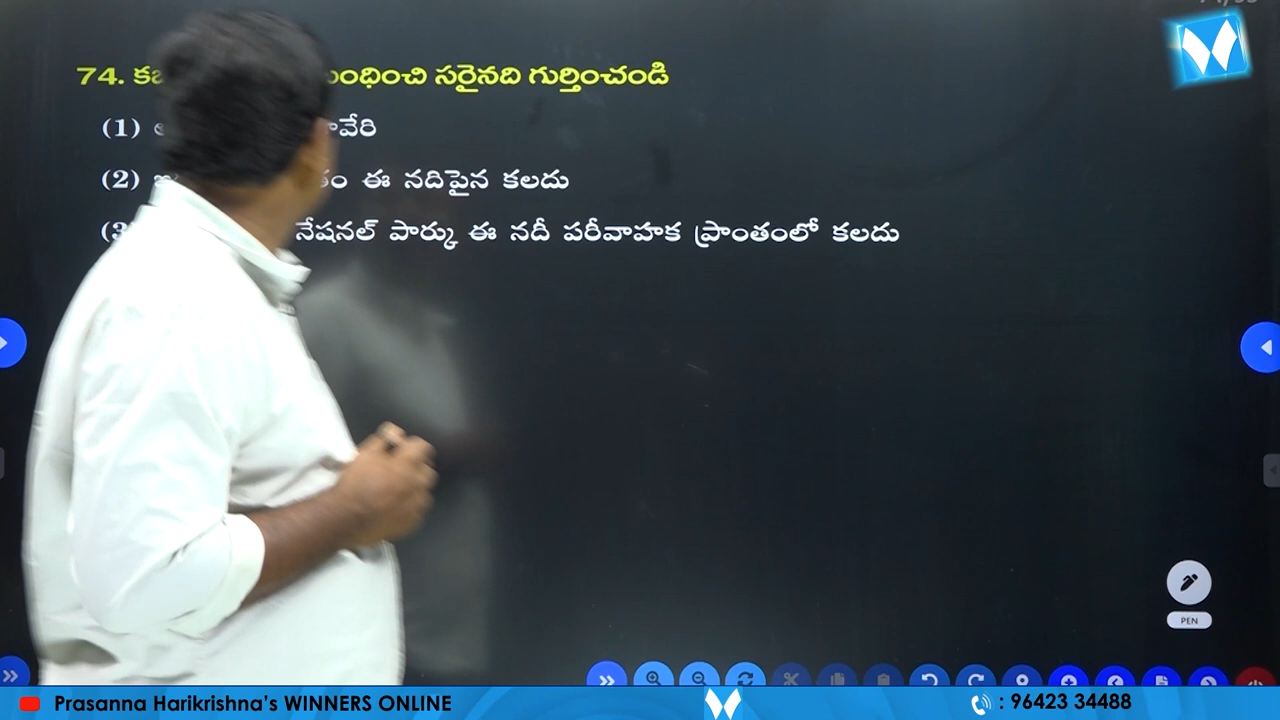 74. సరైనది గుర్తించండి
(1)
(2) ఈ నదిపైన కలదు
నేషనల్ పార్కు ఈ నదీ పరీవాహక ప్రాంతంలో కలదు
PEN
Prasanna Harikrishna's WINNERS ONLINE : 96423 34488